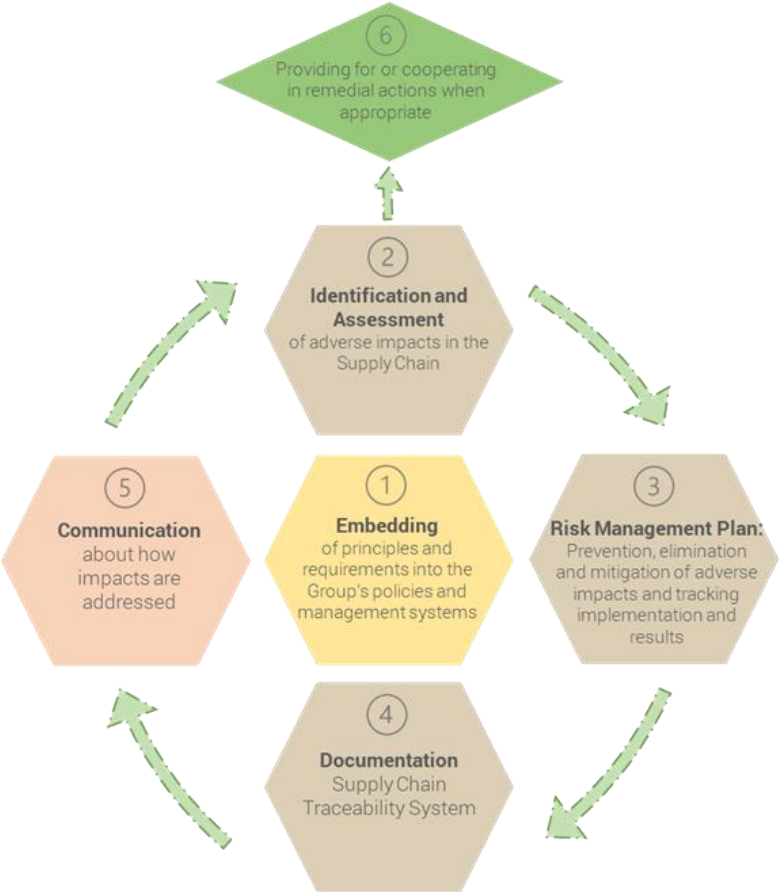 6
Providing for or cooperating
in remedial actions when
appropriate
2
Identification and
Assessment
of adverse impacts in the
Supply Chain
5
Communication
about how
impacts are
addressed
1
Embedding
of principles and
requirements into the
Group's policies and
management systems
3
Risk Management Plan:
Prevention, elimination
and mitigation of adverse
impacts and tracking
implementation and
results
4
Documentation
Supply Chain
Traceability System